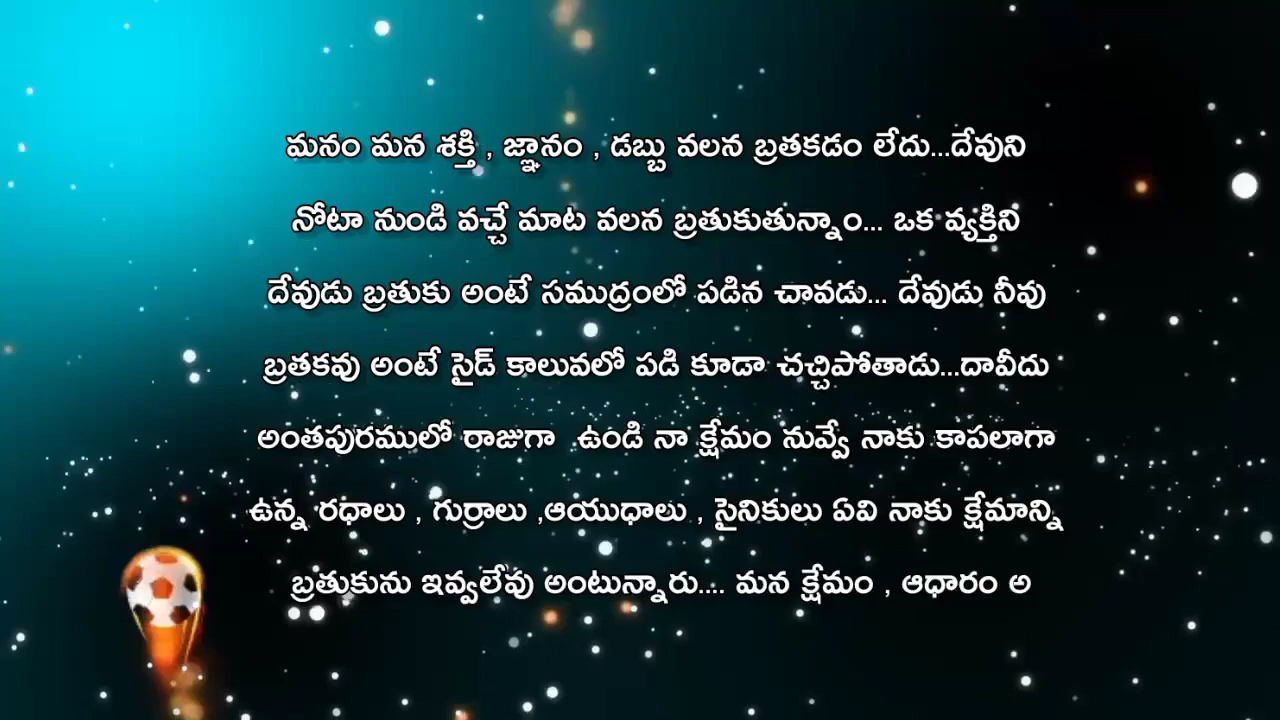 మనం మన శక్తి , జ్ఞానం , డబ్బు వలన బ్రతకడం లేదు...దేవుని
నోటా నుండి వచ్చే మాట వలన బ్రతుకుతున్నాం... ఒక వ్యక్తిని
దేవుడు బ్రతుకు అంటే సముద్రంలో పడిన చావడు... దేవుడు నీవు
బ్రతకవు అంటే సైడ్ కాలువలో పడి కూడా చచ్చిపోతాడు...దావీదు
అంతపురములో రాజుగా  ఉండి నా క్షేమం నువ్వే నాకు కాపలాగా
ఉన్న రధాలు , గుర్రాలు ,ఆయుధాలు , సైనికులు ఏవి నాకు క్షేమాన్ని
బ్రతుకును ఇవ్వలేవు అంటున్నారు.... మన క్షేమం , ఆధారం అ